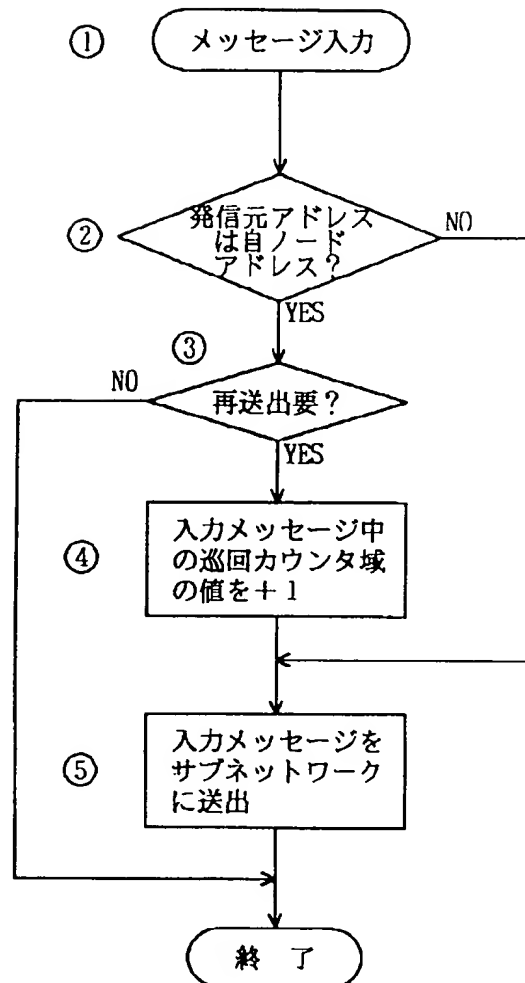 ① メッセージ入力
発信元アドレス
② は自ノード
アドレス?
NO
YES
③
NO
再送出要?
YES
入力メッセージ中
④ の巡回カウンタ域
の値を+1
入力メッセージを
⑤ サブネットワーク
に送出
終 了